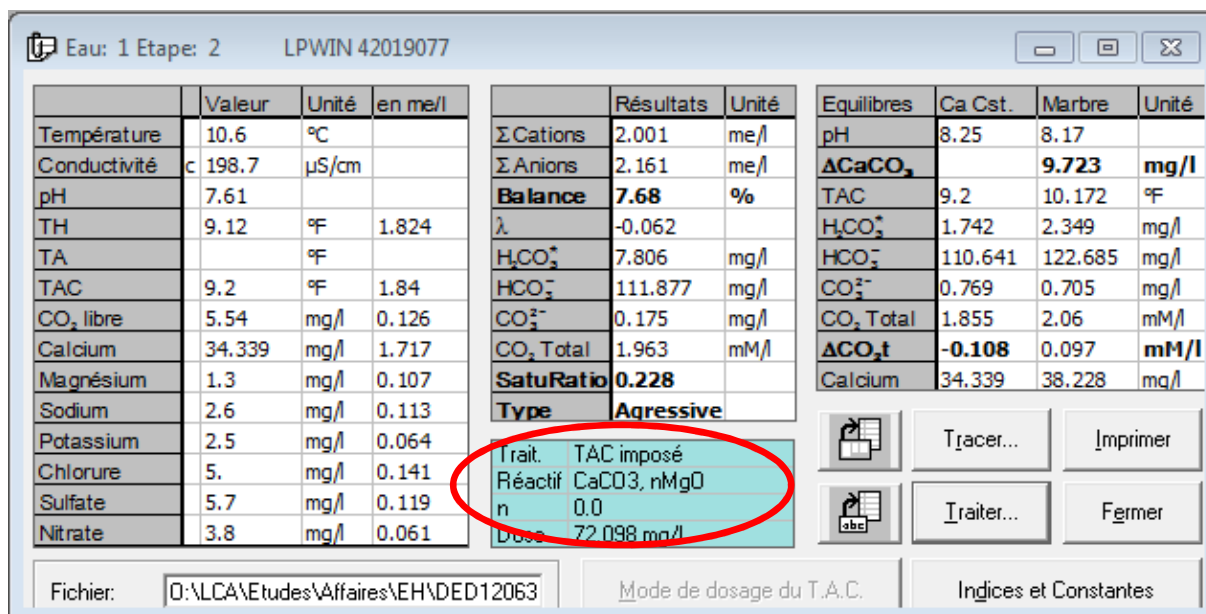 Eau: 1 Etape: 2 LPWIN 42019077
Valeur Unité en me/l
Température 10.6 °C
Conductivité c 198.7 µS/cm
pH 7.61
TH 9.12 °F 1.824
TA °F
TAC 9.2 °F 1.84
CO₂ libre 5.54 mg/l 0.126
Calcium 34.339 mg/l 1.717
Magnésium 1.3 mg/l 0.107
Sodium 2.6 mg/l 0.113
Potassium 2.5 mg/l 0.064
Chlorure 5. mg/l 0.141
Sulfate 5.7 mg/l 0.119
Nitrate 3.8 mg/l 0.061
Résultats Unité
Σ Cations 2.001 me/l
Σ Anions 2.161 me/l
Balance 7.68 %
λ -0.062
H₂CO₃* 7.806 mg/l
HCO₃⁻ 111.877 mg/l
CO₃²⁻ 0.175 mg/l
CO₂ Total 1.963 mM/l
SatuRatio 0.228
Type Agressive
Trait. TAC imposé
Réactif CaCO3, nMgO
n 0.0
Dose 72.098 mg/l
Equilibres Ca Cst. Marbre Unité
pH 8.25 8.17
ΔCaCO₃ 9.723 mg/l
TAC 9.2 10.172 °F
H₂CO₃* 1.742 2.349 mg/l
HCO₃⁻ 110.641 122.685 mg/l
CO₃²⁻ 0.769 0.705 mg/l
CO₂ Total 1.855 2.06 mM/l
ΔCO₂t -0.108 0.097 mM/l
Calcium 34.339 38.228 mg/l
Tracer... Imprimer
abc Traiter... Fermer
Fichier: O:\LCA\Etudes\Affaires\EH\DED12063
Mode de dosage du T.A.C. Indices et Constantes